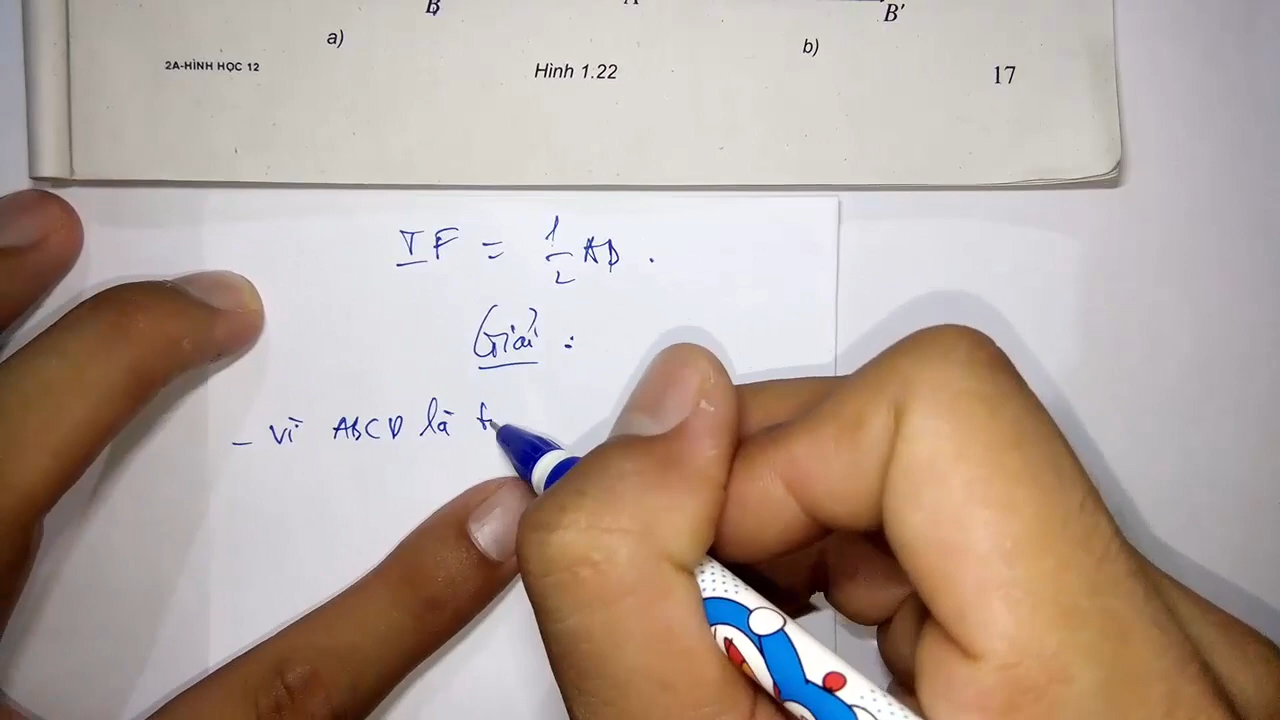 B A B'
a) b)
2A-HÌNH HỌC 12 Hình 1.22 17
IF = 1/2 AD.
Giải:
- Vì ABCD là